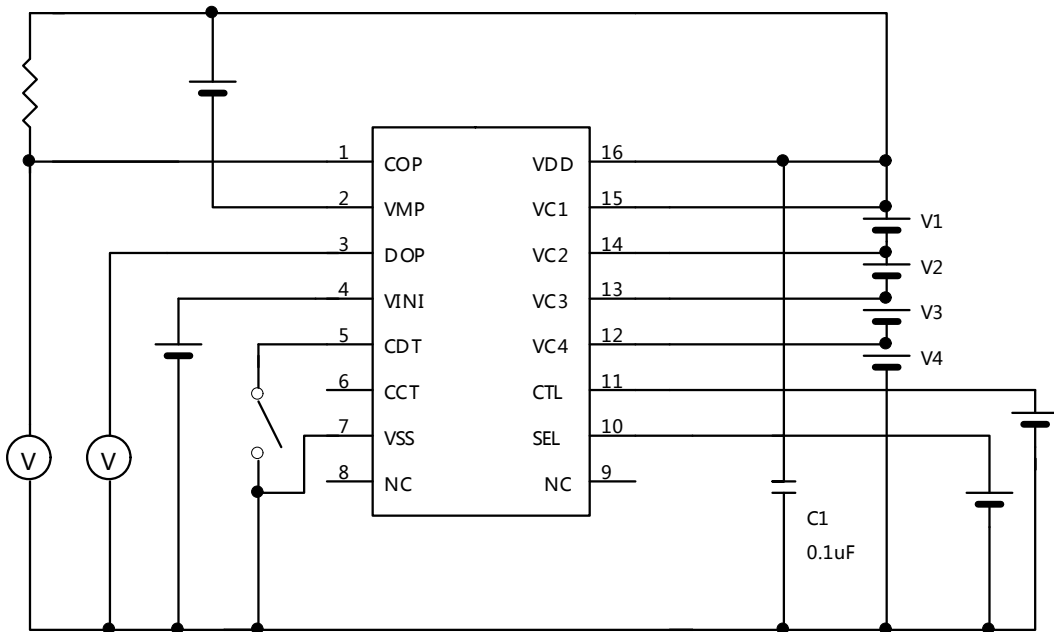 1 COP VDD 16
2 VMP VC1 15
V1
3 DOP VC2 14
V2
4 VINI VC3 13
V3
5 CDT VC4 12
V4
6 CCT CTL 11
7 VSS SEL 10
V V
8 NC NC 9
C1
0.1uF